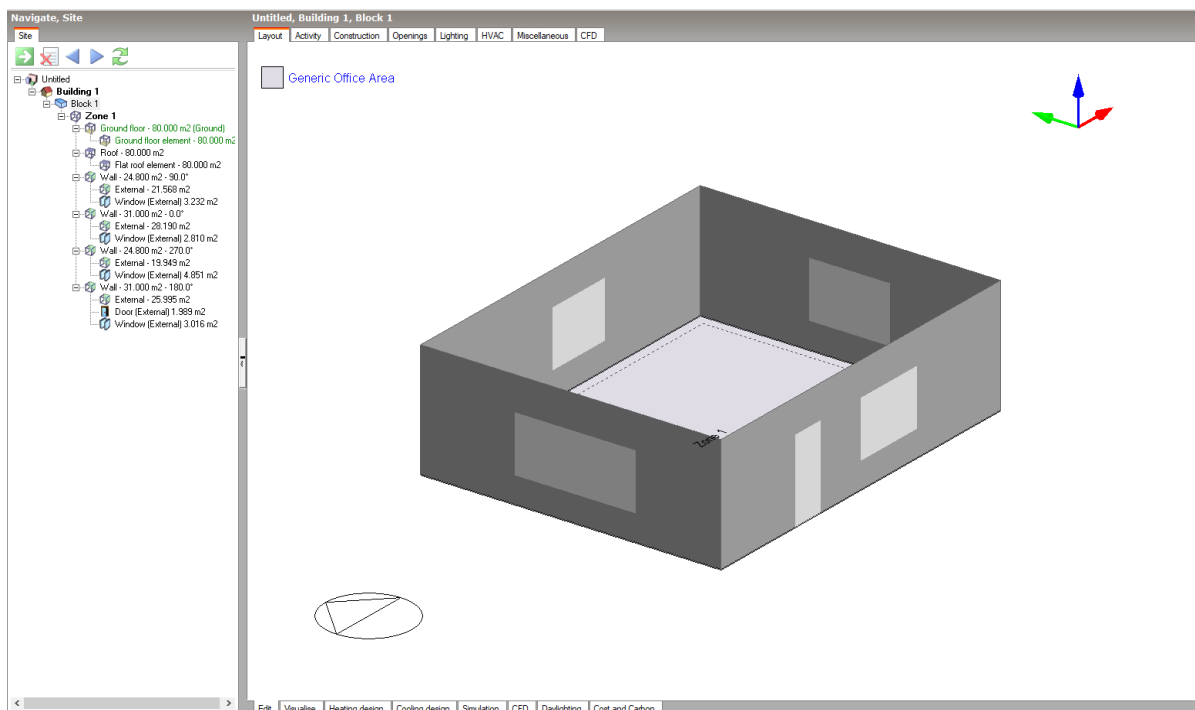 Navigate, Site
Site
Untitled
Building 1
Block 1
Zone 1
Ground floor - 80.000 m2 (Ground)
Ground floor element - 80.000 m2
Roof - 80.000 m2
Flat roof element - 80.000 m2
Wall - 24.800 m2 - 90.0°
External - 21.568 m2
Window (External) 3.232 m2
Wall - 31.000 m2 - 0.0°
External - 28.190 m2
Window (External) 2.810 m2
Wall - 24.800 m2 - 270.0°
External - 19.949 m2
Window (External) 4.851 m2
Wall - 31.000 m2 - 180.0°
External - 25.995 m2
Door (External) 1.989 m2
Window (External) 3.016 m2
Untitled, Building 1, Block 1
Layout Activity Construction Openings Lighting HVAC Miscellaneous CFD
Generic Office Area
Zone 1
Edit Visualise Heating design Cooling design Simulation CFD Daylighting Cost and Carbon